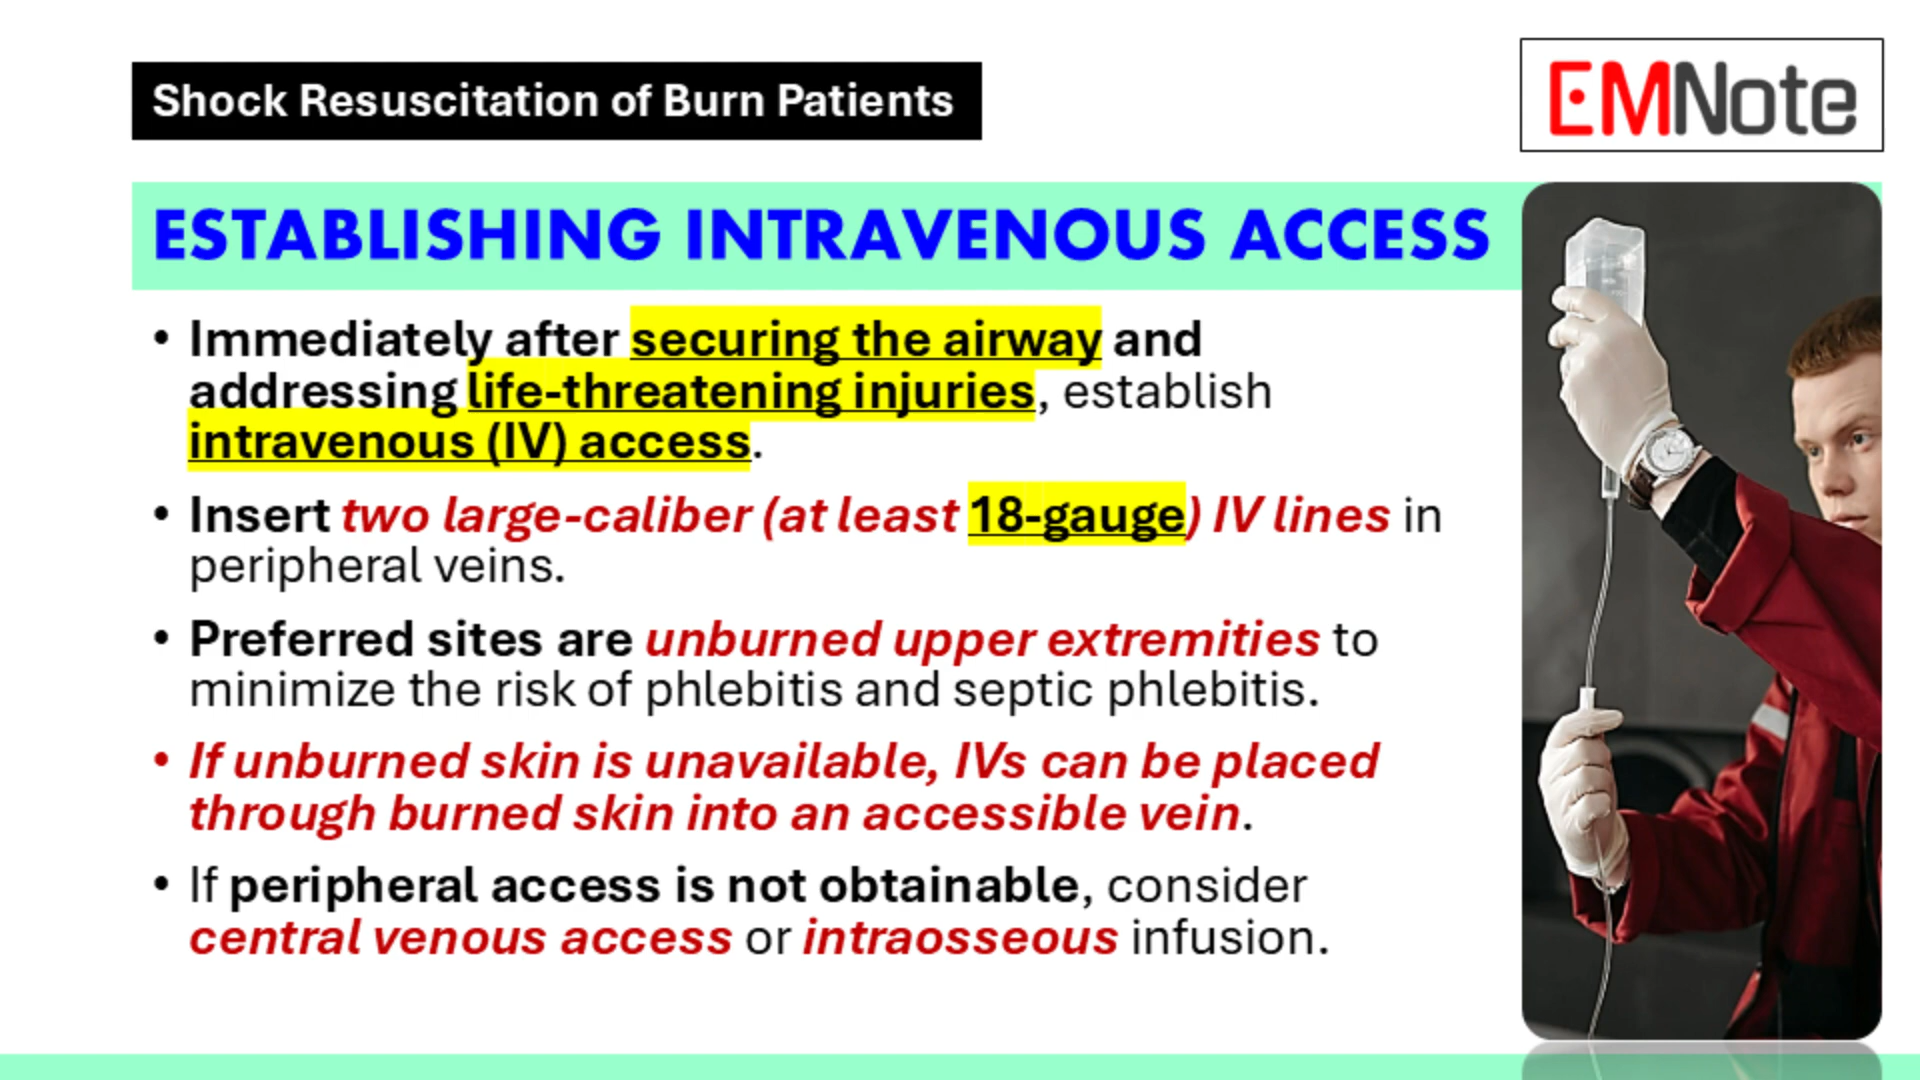 Shock Resuscitation of Burn Patients
EMNote
ESTABLISHING INTRAVENOUS ACCESS
• Immediately after securing the airway and
addressing life-threatening injuries, establish
intravenous (IV) access.
• Insert two large-caliber (at least 18-gauge) IV lines in
peripheral veins.
• Preferred sites are unburned upper extremities to
minimize the risk of phlebitis and septic phlebitis.
• If unburned skin is unavailable, IVs can be placed
through burned skin into an accessible vein.
• If peripheral access is not obtainable, consider
central venous access or intraosseous infusion.